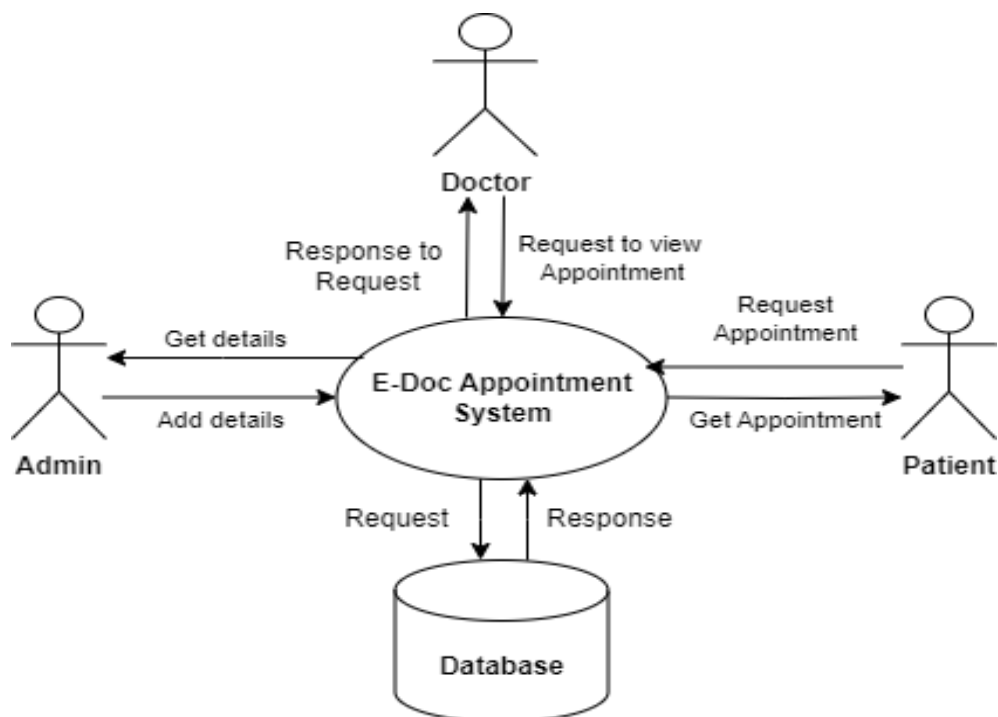 Doctor
Response to
Request
Request to view
Appointment
Request
Appointment
Get details
E-Doc Appointment
System
Add details
Get Appointment
Admin
Patient
Request
Response
Database